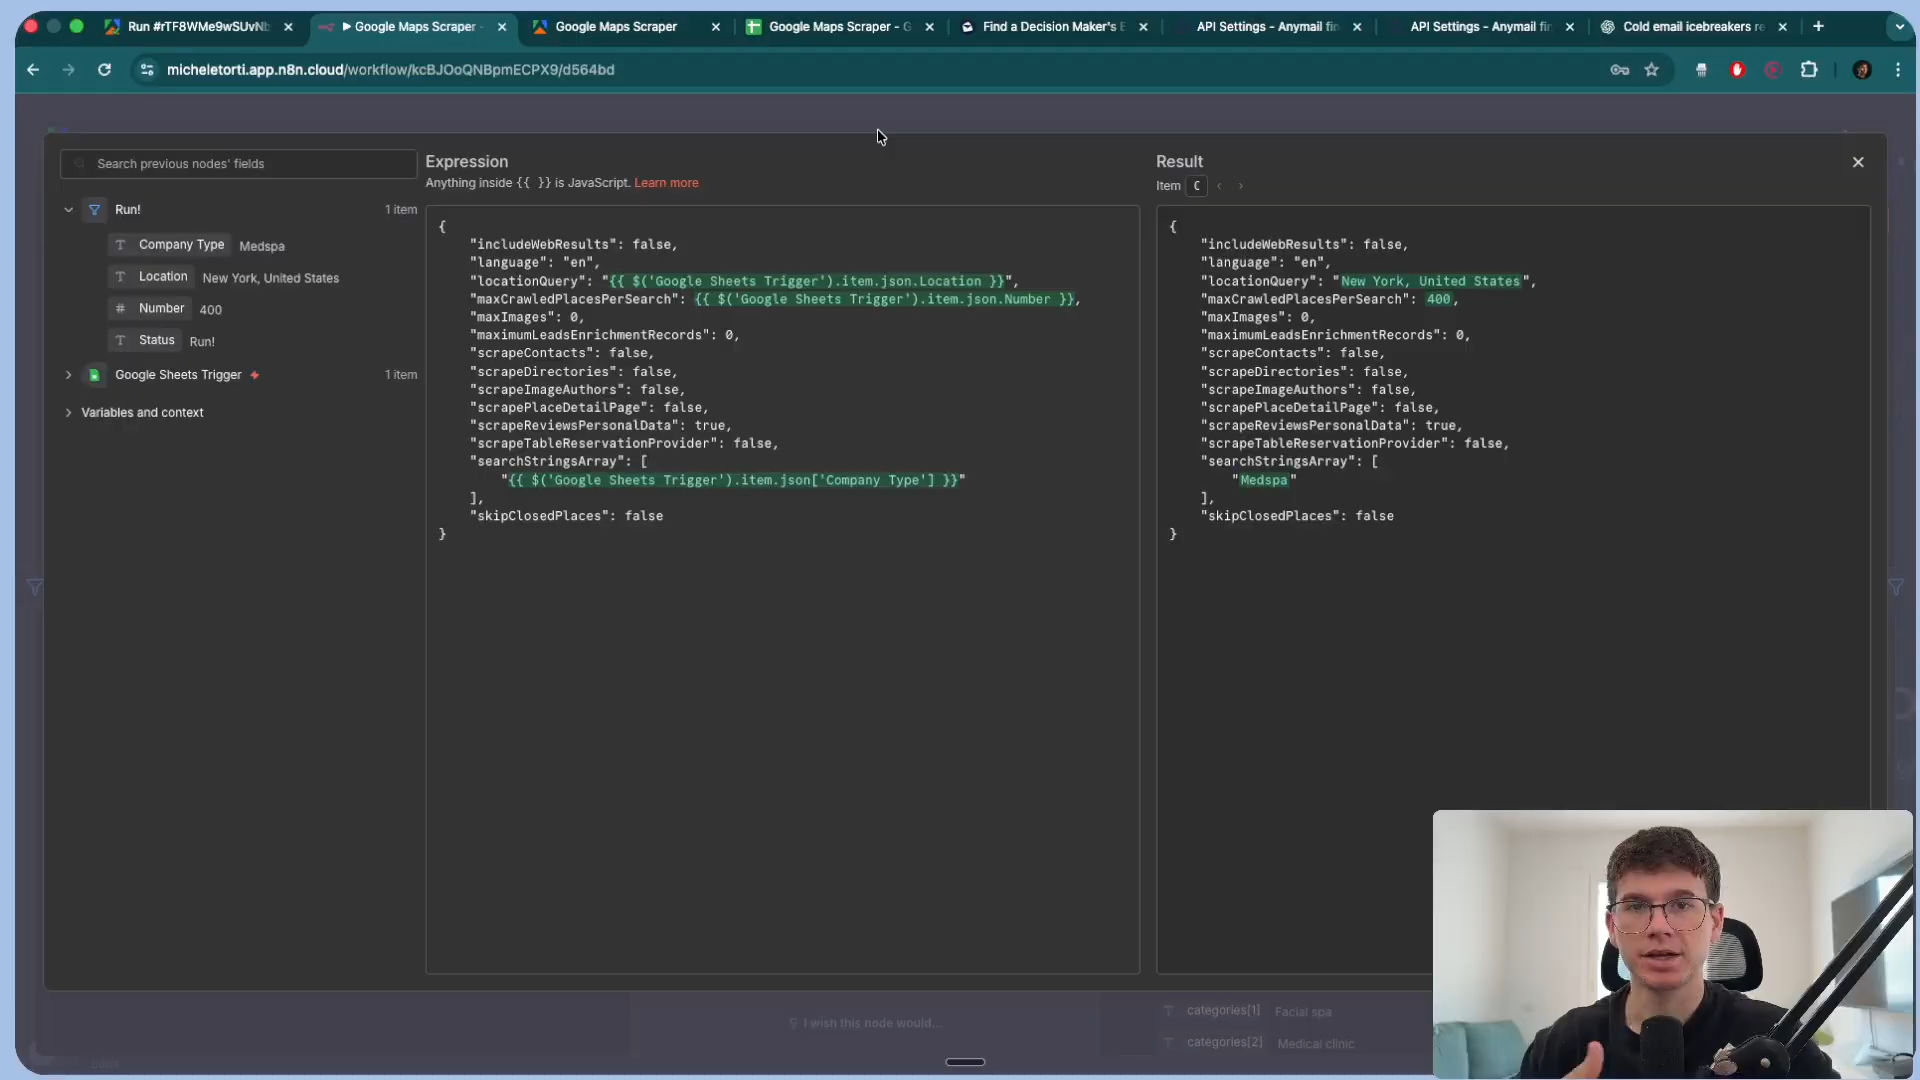 Run #rTF8WMe9wSUvNb
Google Maps Scraper -
Google Maps Scraper
Google Maps Scraper - G
Find a Decision Maker's E
API Settings - Anymail fin
API Settings - Anymail fin
Cold email icebreakers re
micheletorti.app.n8n.cloud/workflow/kcBJOoQNBpmECPX9/d564bd
Search previous nodes' fields
Run!
1 item
T Company Type Medspa
T Location New York, United States
# Number 400
T Status Run!
Google Sheets Trigger
1 item
Variables and context
Expression
Anything inside {{ }} is JavaScript. Learn more
{
"includeWebResults": false,
"language": "en",
"locationQuery": "{{ $('Google Sheets Trigger').item.json.Location }}",
"maxCrawledPlacesPerSearch": {{ $('Google Sheets Trigger').item.json.Number }},
"maxImages": 0,
"maximumLeadsEnrichmentRecords": 0,
"scrapeContacts": false,
"scrapeDirectories": false,
"scrapeImageAuthors": false,
"scrapePlaceDetailPage": false,
"scrapeReviewsPersonalData": true,
"scrapeTableReservationProvider": false,
"searchStringsArray": [
"{{ $('Google Sheets Trigger').item.json['Company Type'] }}"
],
"skipClosedPlaces": false
}
Result
Item
{
"includeWebResults": false,
"language": "en",
"locationQuery": "New York, United States",
"maxCrawledPlacesPerSearch": 400,
"maxImages": 0,
"maximumLeadsEnrichmentRecords": 0,
"scrapeContacts": false,
"scrapeDirectories": false,
"scrapeImageAuthors": false,
"scrapePlaceDetailPage": false,
"scrapeReviewsPersonalData": true,
"scrapeTableReservationProvider": false,
"searchStringsArray": [
"Medspa"
],
"skipClosedPlaces": false
}
I wish this node would...
T categories[1] Facial spa
T categories[2] Medical clinic